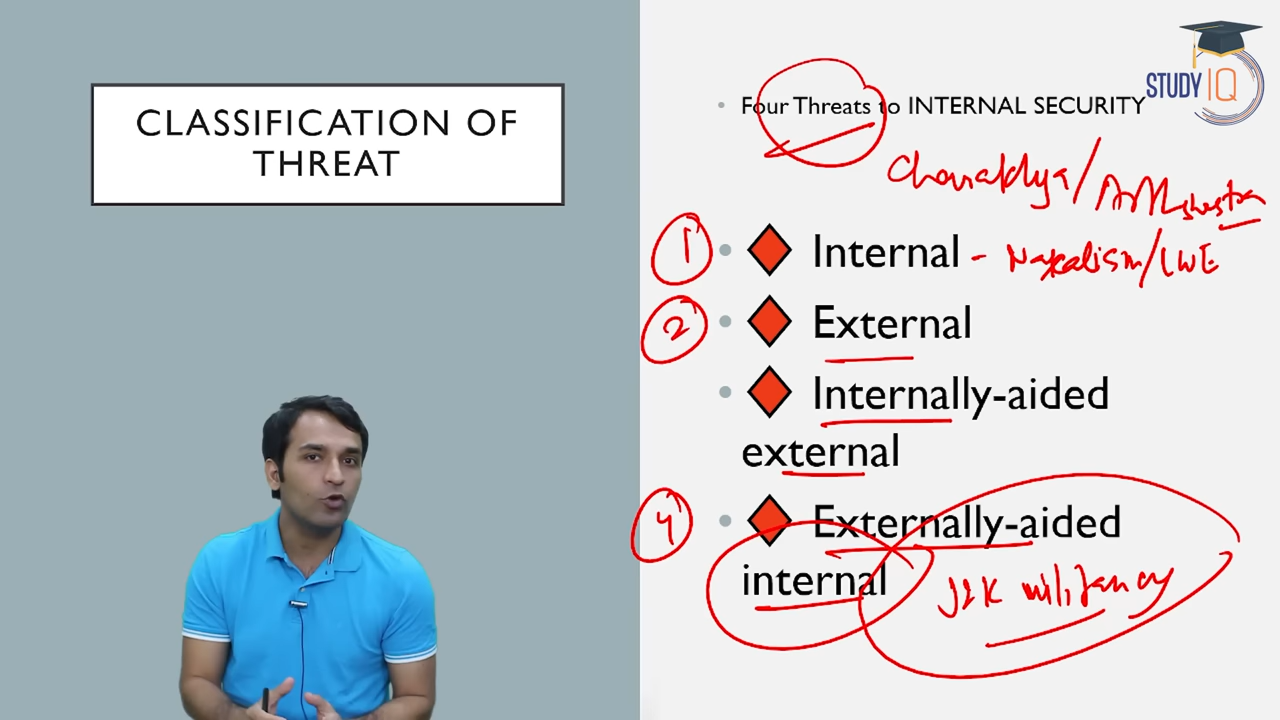 CLASSIFICATION OF
THREAT
STUDY IQ
Four Threats to INTERNAL SECURITY
Chanakya/Arthshastra
1 Internal - Naxalism/LWE
2 External
Internally-aided
external
4 Externally-aided
internal
J&K militancy